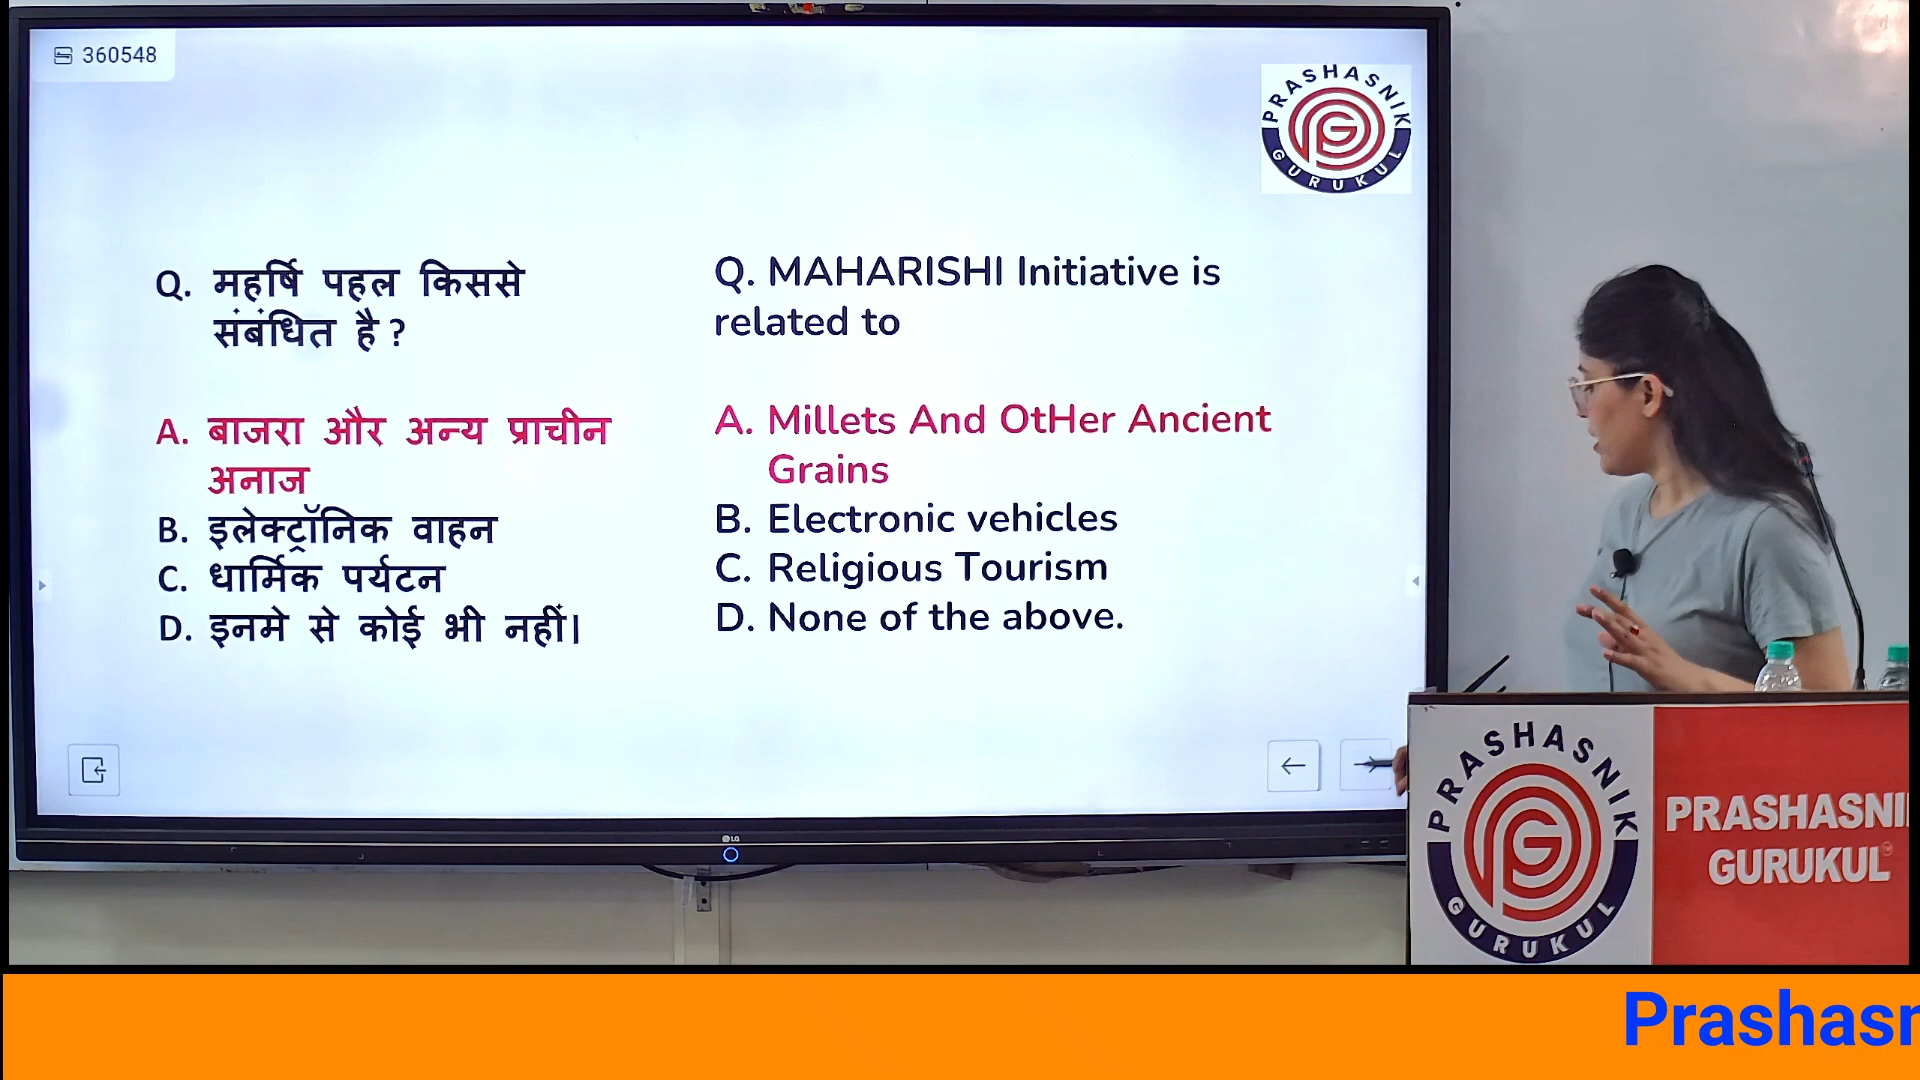 360548
PRASHASNIK
GURUKUL
Q. महर्षि पहल किससे
संबंधित है ?
A. बाजरा और अन्य प्राचीन
अनाज
B. इलेक्ट्रॉनिक वाहन
C. धार्मिक पर्यटन
D. इनमे से कोई भी नहीं।
Q. MAHARISHI Initiative is
related to
A. Millets And OtHer Ancient
Grains
B. Electronic vehicles
C. Religious Tourism
D. None of the above.
LG
PRASHASNIK
GURUKUL
PRASHASNI
GURUKUL
Prashasn